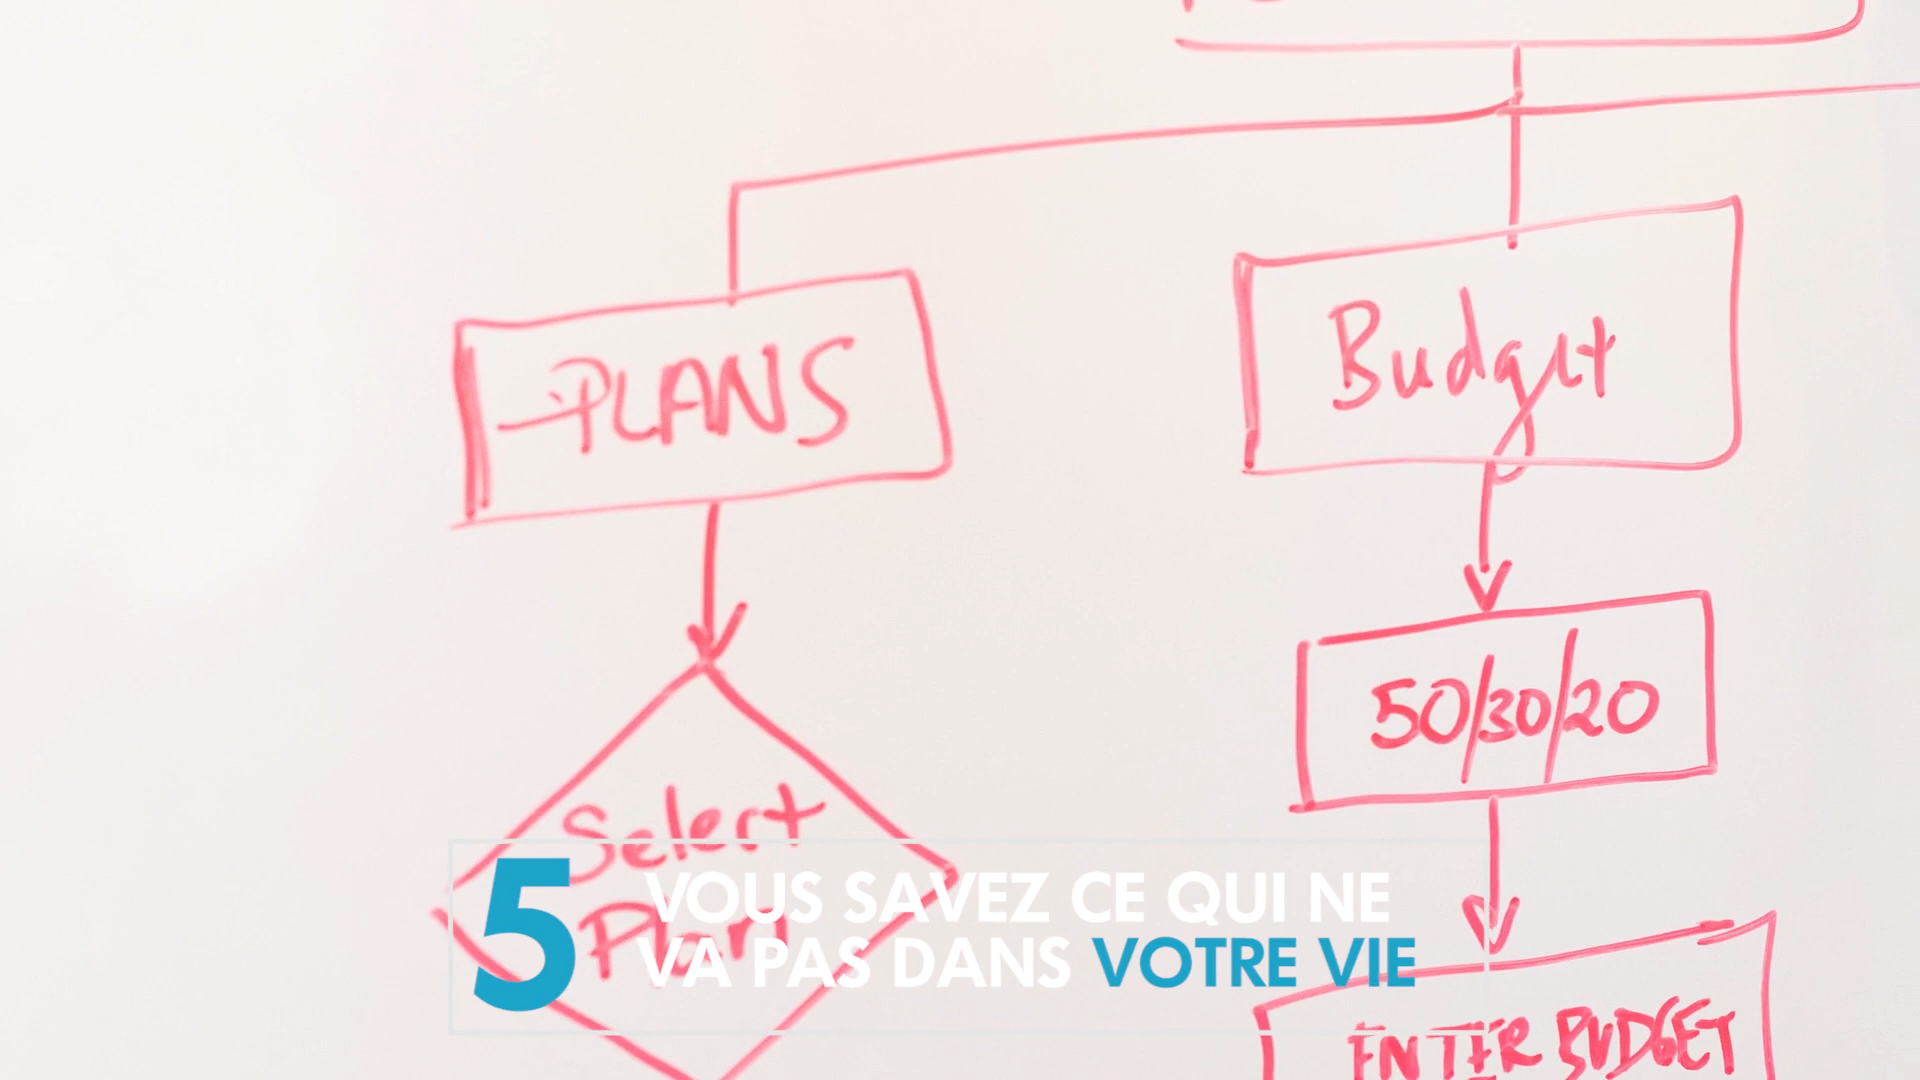 -PLANS
Budget
50/30/20
Select
Plan
5
VOUS SAVEZ CE QUI NE
VA PAS DANS VOTRE VIE
ENTER BUDGET